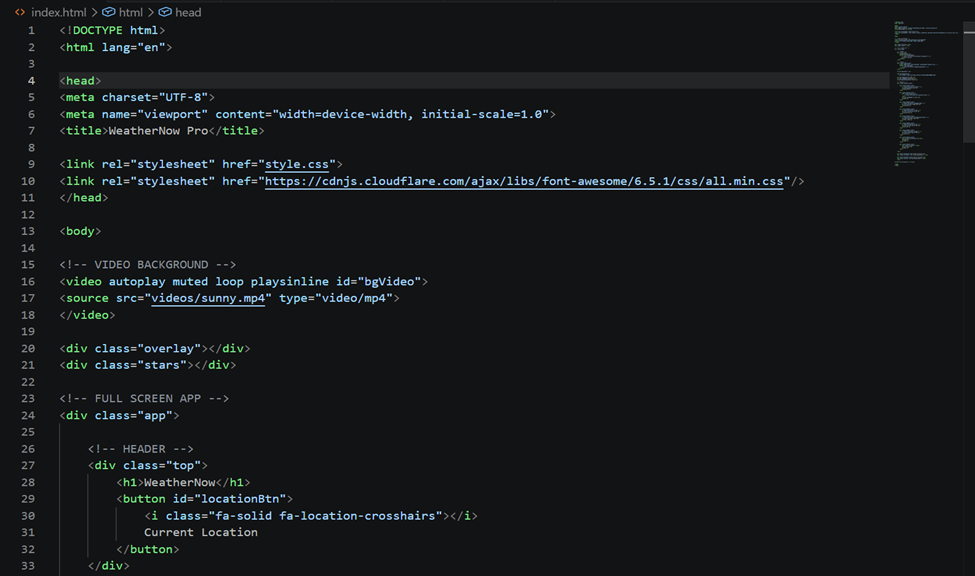 index.html > html > head
1 <!DOCTYPE html>
2 <html lang="en">
3
4 <head>
5 <meta charset="UTF-8">
6 <meta name="viewport" content="width=device-width, initial-scale=1.0">
7 <title>WeatherNow Pro</title>
8
9 <link rel="stylesheet" href="style.css">
10 <link rel="stylesheet" href="https://cdnjs.cloudflare.com/ajax/libs/font-awesome/6.5.1/css/all.min.css"/>
11 </head>
12
13 <body>
14
15 <!-- VIDEO BACKGROUND -->
16 <video autoplay muted loop playsinline id="bgVideo">
17 <source src="videos/sunny.mp4" type="video/mp4">
18 </video>
19
20 <div class="overlay"></div>
21 <div class="stars"></div>
22
23 <!-- FULL SCREEN APP -->
24 <div class="app">
25
26     <!-- HEADER -->
27     <div class="top">
28         <h1>WeatherNow</h1>
29         <button id="locationBtn">
30             <i class="fa-solid fa-location-crosshairs"></i>
31             Current Location
32         </button>
33     </div>